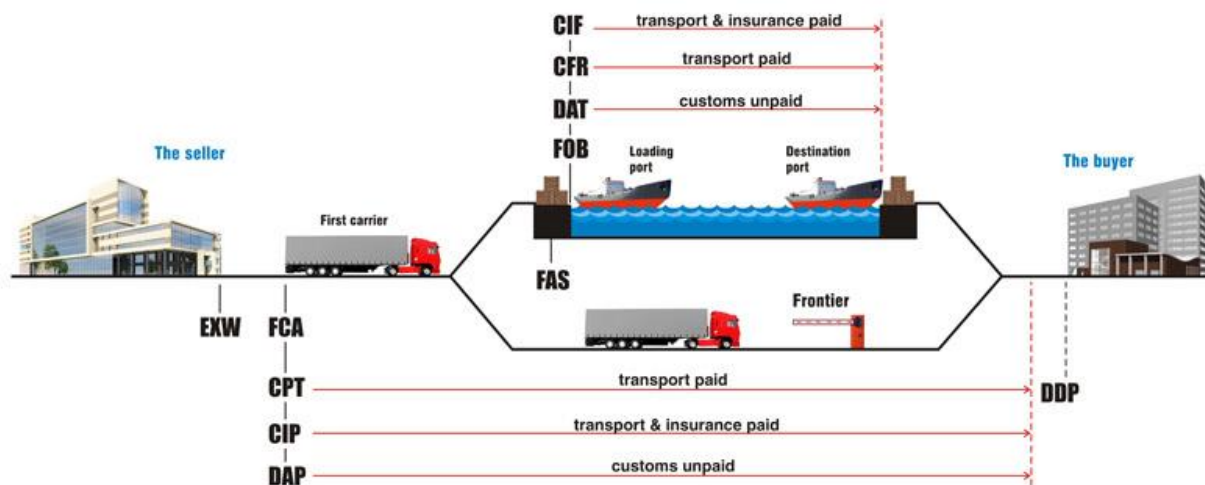 CIF transport & insurance paid
CFR transport paid
DAT customs unpaid
FOB
The seller
Loading
port
Destination
port
The buyer
First carrier
FAS
Frontier
EXW
FCA
CPT transport paid
DDP
CIP transport & insurance paid
DAP customs unpaid